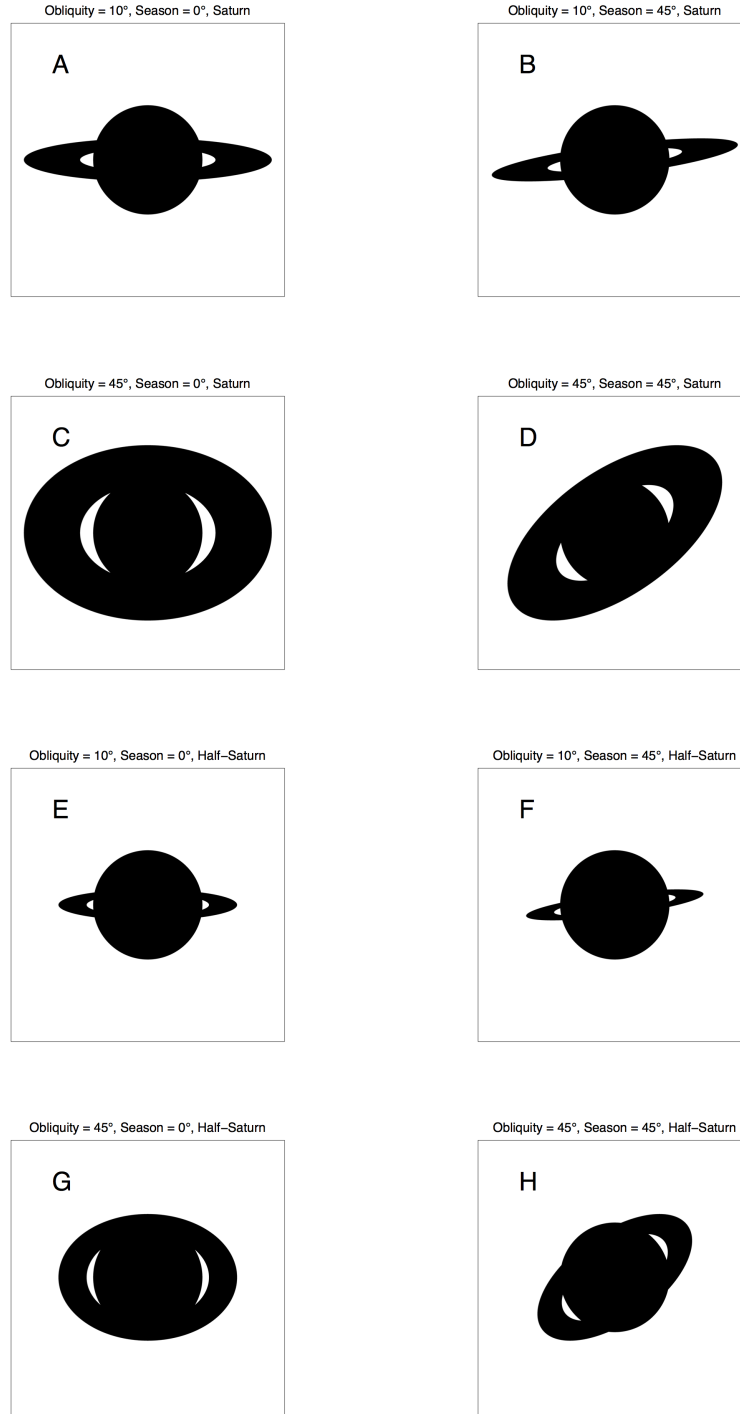 Obliquity = 10°, Season = 0°, Saturn
Obliquity = 10°, Season = 45°, Saturn
A
B
Obliquity = 45°, Season = 0°, Saturn
Obliquity = 45°, Season = 45°, Saturn
C
D
Obliquity = 10°, Season = 0°, Half−Saturn
Obliquity = 10°, Season = 45°, Half−Saturn
E
F
Obliquity = 45°, Season = 0°, Half−Saturn
Obliquity = 45°, Season = 45°, Half−Saturn
G
H